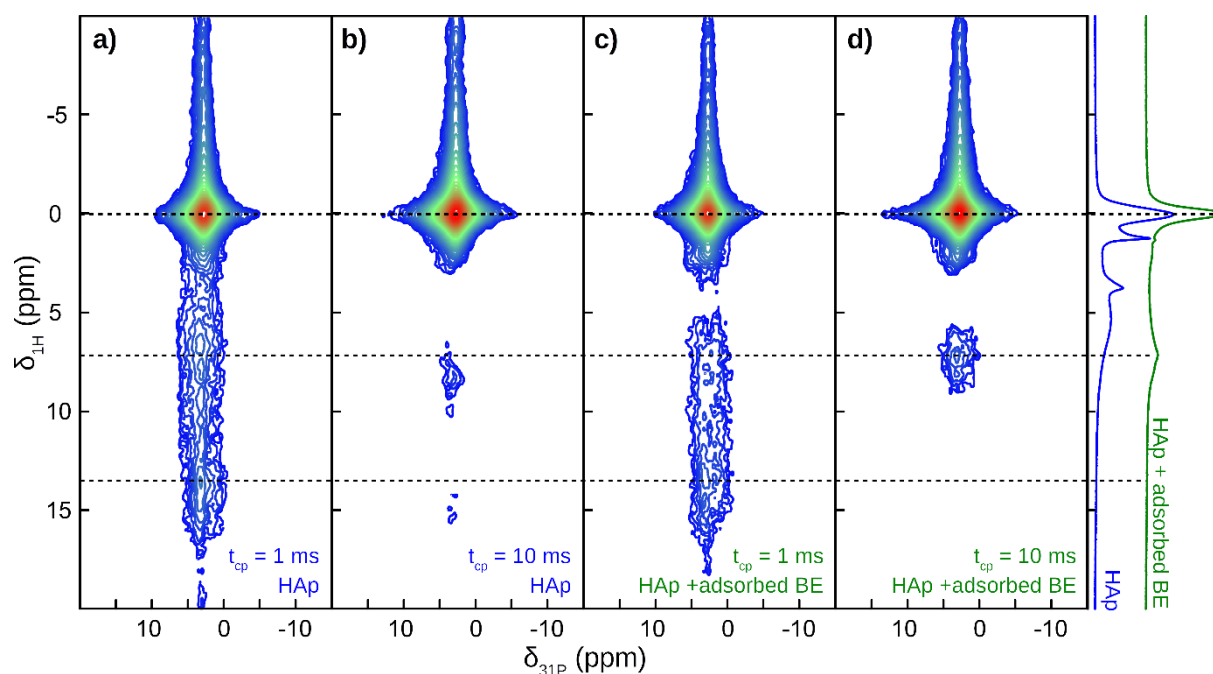 a)
b)
c)
d)
-5
0
5
10
15
δ1H (ppm)
tcp = 1 ms
HAp
tcp = 10 ms
HAp
tcp = 1 ms
HAp +adsorbed BE
tcp = 10 ms
HAp +adsorbed BE
HAp
HAp + adsorbed BE
10 0 -10 10 0 -10 10 0 -10 10 0 -10
δ31P (ppm)